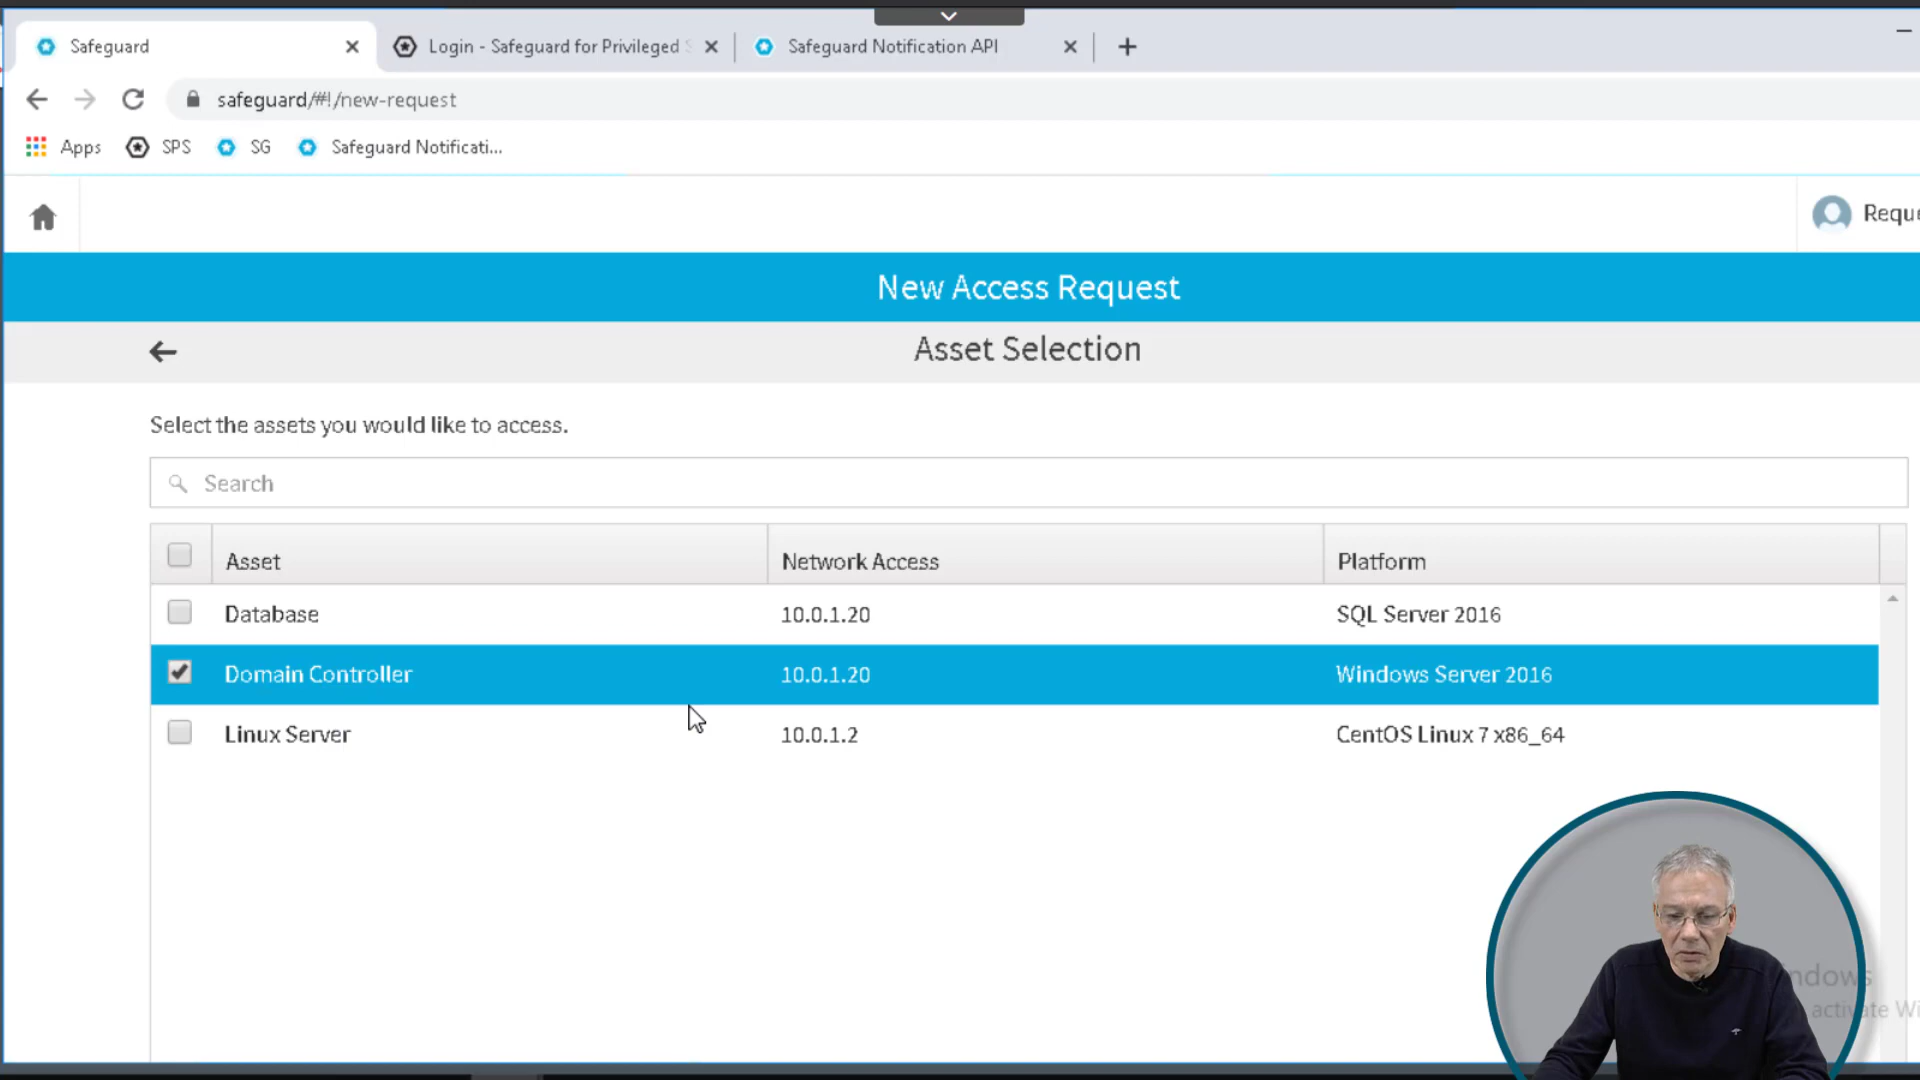 Safeguard
Login - Safeguard for Privileged S
Safeguard Notification API
safeguard/#!/new-request
Apps
SPS
SG
Safeguard Notificati...
Requ
New Access Request
Asset Selection
Select the assets you would like to access.
Search
Asset Network Access Platform
Database 10.0.1.20 SQL Server 2016
Domain Controller 10.0.1.20 Windows Server 2016
Linux Server 10.0.1.2 CentOS Linux 7 x86_64
ndows
activate Wi